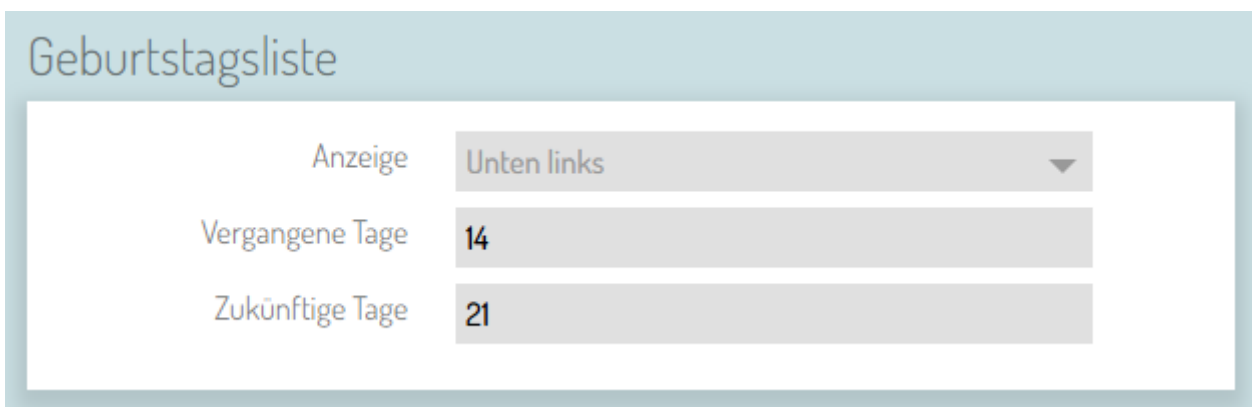 Geburtstagsliste
Anzeige Unten links
Vergangene Tage 14
Zukünftige Tage 21